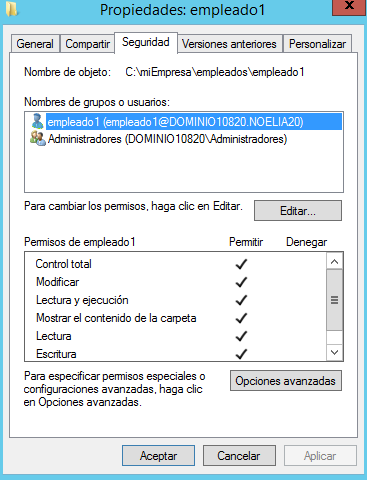 Propiedades: empleado1
x
General Compartir Seguridad Versiones anteriores Personalizar
Nombre de objeto: C:\miEmpresa\empleados\empleado1
Nombres de grupos o usuarios:
empleado1 (empleado1@DOMINIO10820.NOELIA20)
Administradores (DOMINIO10820\Administradores)
Para cambiar los permisos, haga clic en Editar. Editar...
Permisos de empleado1 Permitir Denegar
Control total
Modificar
Lectura y ejecución
Mostrar el contenido de la carpeta
Lectura
Escritura
Para especificar permisos especiales o
configuraciones avanzadas, haga clic
en Opciones avanzadas.
Opciones avanzadas
Aceptar Cancelar Aplicar